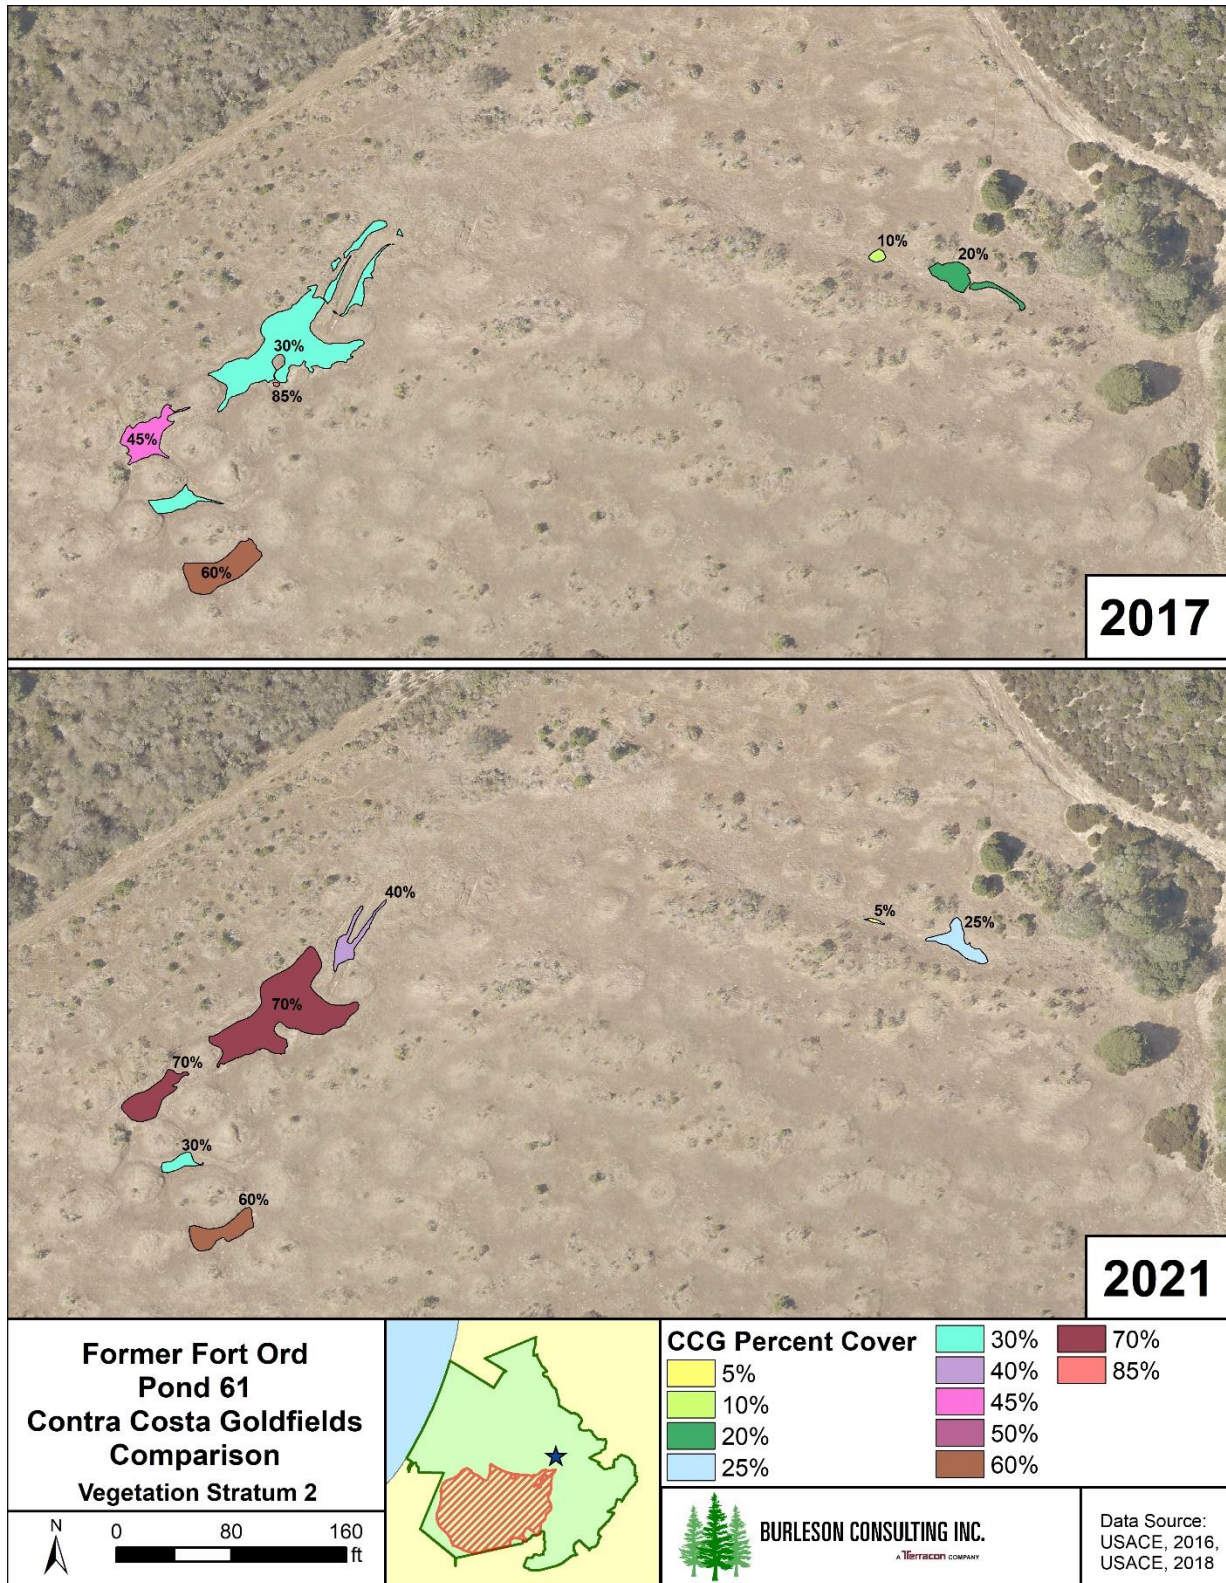 10%
20%
30%
85%
45%
60%
2017
40%
5%
25%
70%
70%
30%
60%
2021
Former Fort Ord
Pond 61
Contra Costa Goldfields
Comparison
Vegetation Stratum 2
N
0 80 160
ft
CCG Percent Cover
5%
10%
20%
25%
30%
40%
45%
50%
60%
70%
85%
BURLESON CONSULTING INC.
A Terracon COMPANY
Data Source:
USACE, 2016,
USACE, 2018